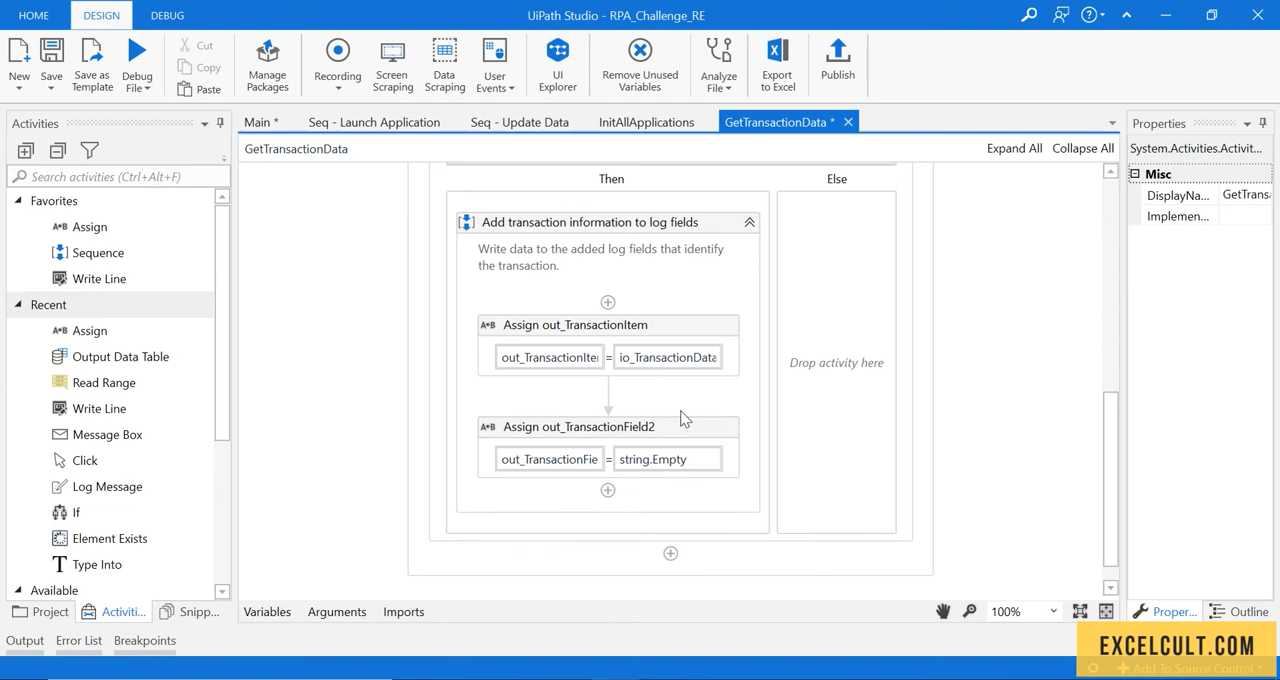 HOME
DESIGN
DEBUG
UiPath Studio - RPA_Challenge_RE
New
Save
Save as Template
Debug File
Cut
Copy
Paste
Manage Packages
Recording
Screen Scraping
Data Scraping
User Events
UI Explorer
Remove Unused Variables
Analyze File
Export to Excel
Publish
Activities
Main *
Seq - Launch Application
Seq - Update Data
InitAllApplications
GetTransactionData *
Properties
GetTransactionData
Expand All
Collapse All
System.Activities.Activit...
Search activities (Ctrl+Alt+F)
Misc
DisplayNa...
GetTrans
Implemen...
Favorites
Assign
Sequence
Write Line
Recent
Assign
Output Data Table
Read Range
Write Line
Message Box
Click
Log Message
If
Element Exists
Type Into
Available
Then
Else
Add transaction information to log fields
Write data to the added log fields that identify
the transaction.
Assign out_TransactionItem
out_TransactionIte
=
io_TransactionData
Assign out_TransactionField2
out_TransactionFie
=
string.Empty
Drop activity here
Project
Activiti...
Snipp...
Variables
Arguments
Imports
100%
Proper...
Outline
Output
Error List
Breakpoints
EXCELCULT.COM
Add To Source Control